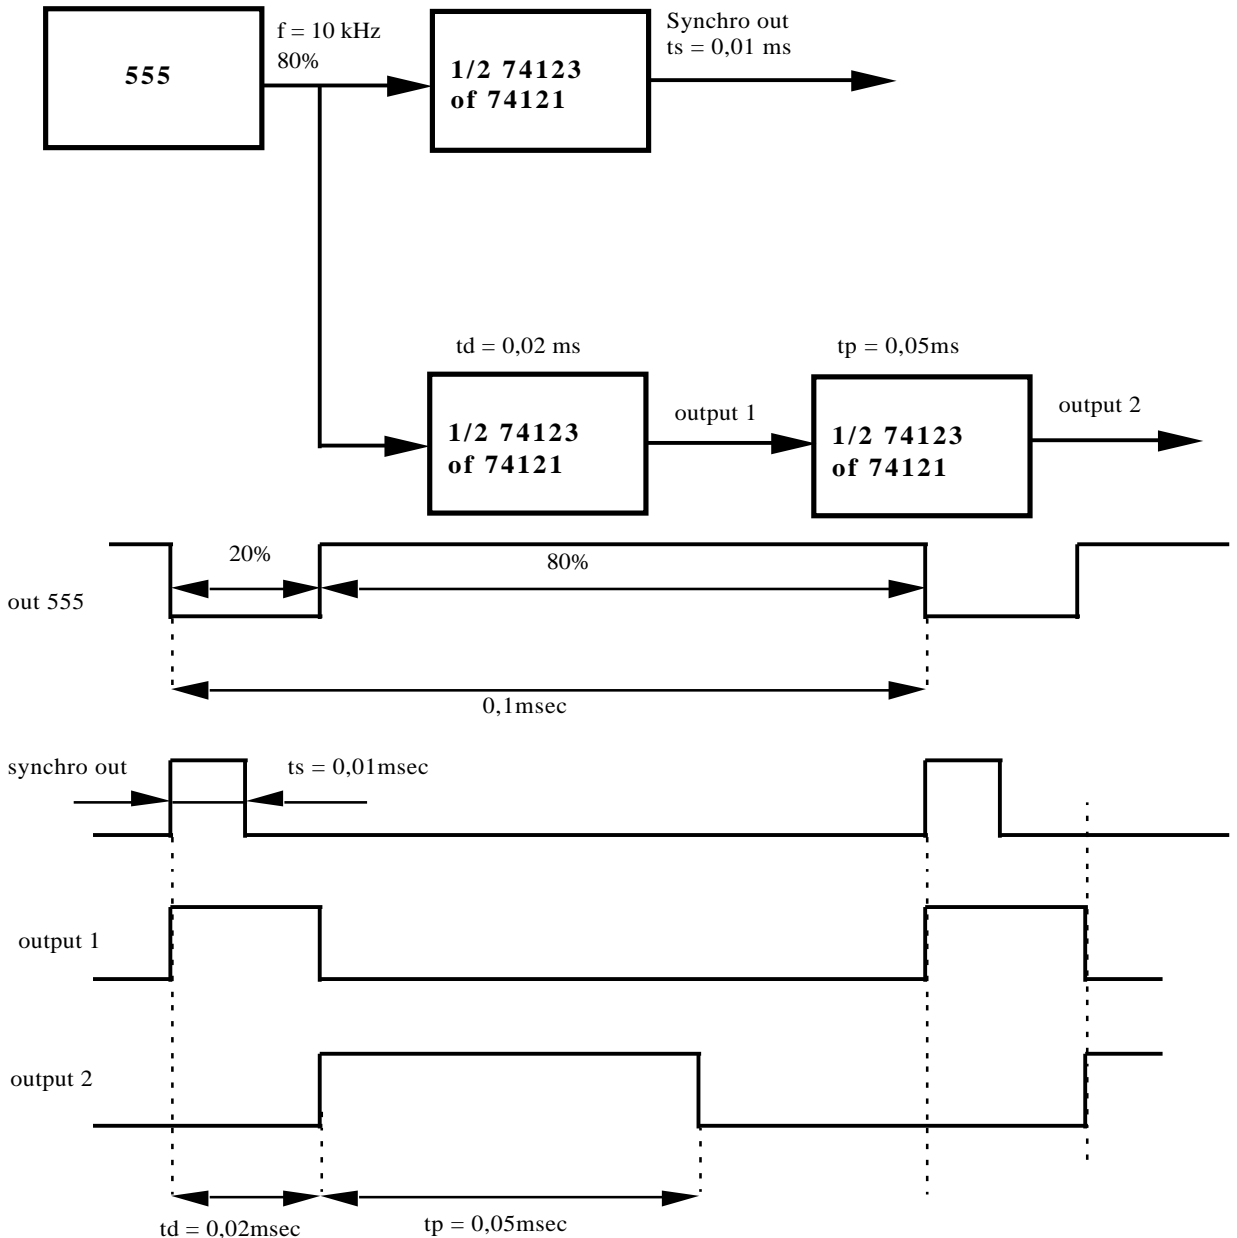 555
f = 10 kHz
80%
1/2 74123
of 74121
Synchro out
ts = 0,01 ms
td = 0,02 ms
1/2 74123
of 74121
output 1
tp = 0,05ms
1/2 74123
of 74121
output 2
20%
80%
out 555
0,1msec
synchro out
ts = 0,01msec
output 1
output 2
td = 0,02msec
tp = 0,05msec